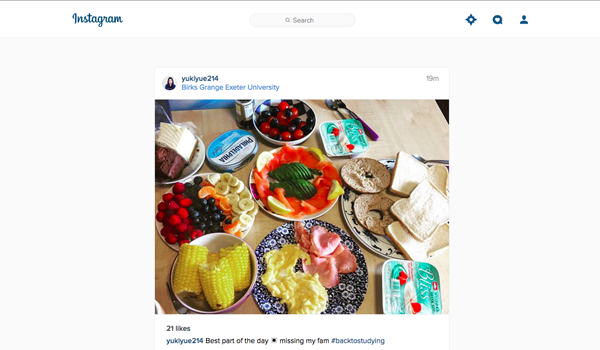 Instagram
Search
yukiyue214
19m
Birks Grange Exeter University
PHILADELPHIA
Bliss
21 likes
yukiyue214 Best part of the day ☀ missing my fam #backtostudying